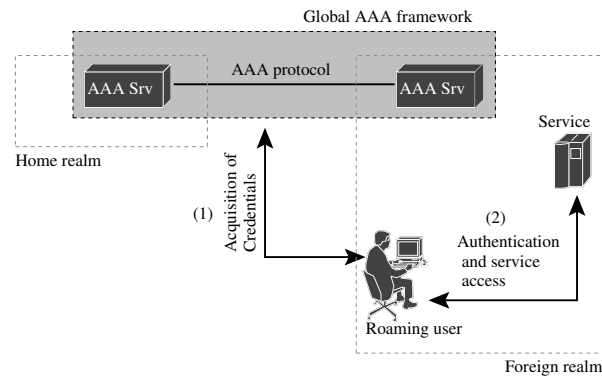 Global AAA framework
AAA protocol
AAA Srv
AAA Srv
Home realm
Service
(1)
Acquisition of
Credentials
(2)
Authentication
and service
access
Roaming user
Foreign realm